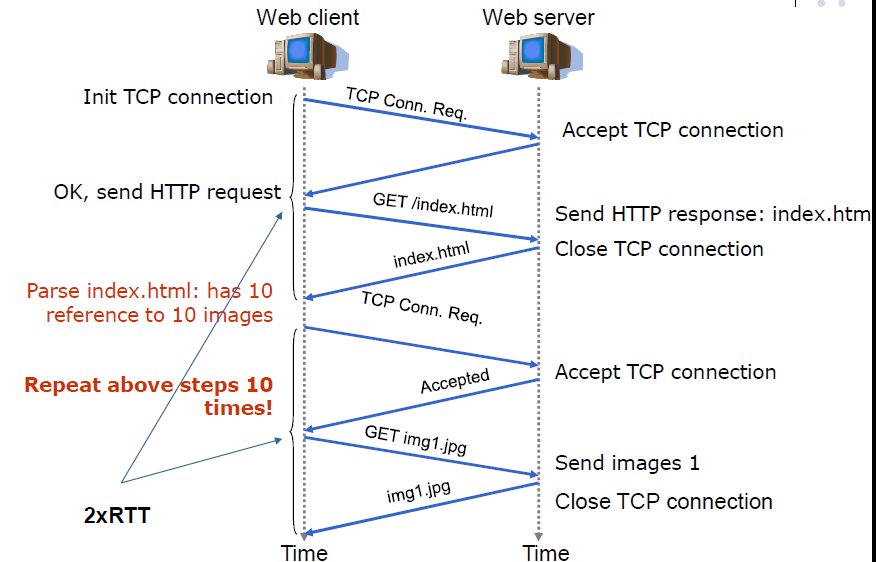 Web client
Web server
Init TCP connection
TCP Conn. Req.
Accept TCP connection
OK, send HTTP request
GET /index.html
Send HTTP response: index.htm
index.html
Close TCP connection
Parse index.html: has 10
reference to 10 images
TCP Conn. Req.
Repeat above steps 10
times!
Accepted
Accept TCP connection
GET img1.jpg
Send images 1
img1.jpg
Close TCP connection
2xRTT
Time
Time